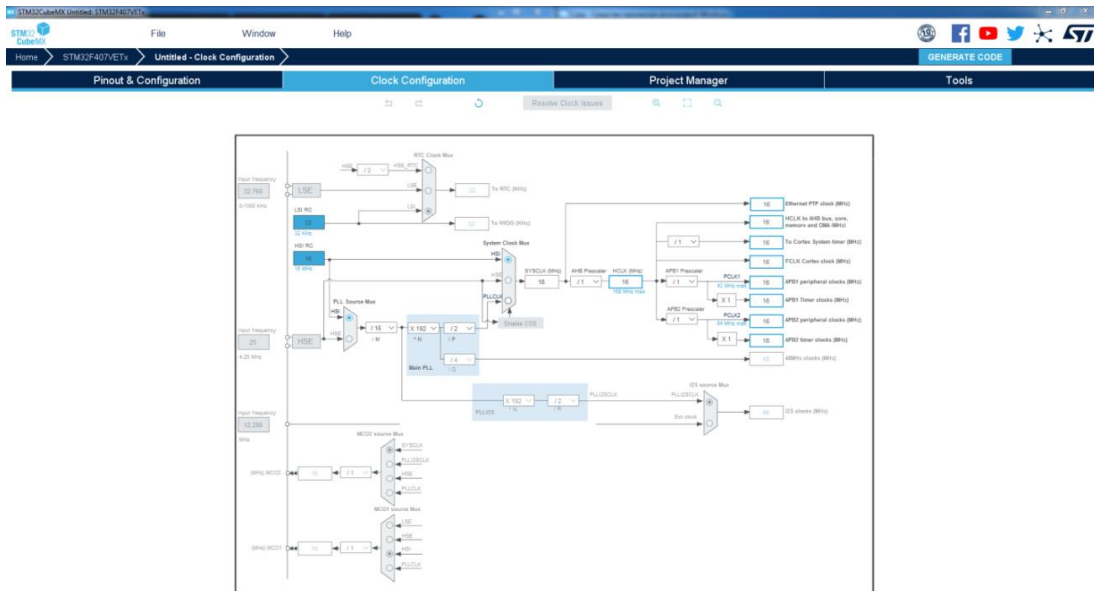 STM32CubeMX Untitled: STM32F407VETx
STM32
CubeMX
File
Window
Help
Home
STM32F407VETx
Untitled - Clock Configuration
GENERATE CODE
Pinout & Configuration
Clock Configuration
Project Manager
Tools
Resolve Clock Issues
RTC Clock Mux
HSE
/ 2
HSE_RTC
Input frequency
32.768
0-1000 KHz
LSE
LSE
32
To RTC (KHz)
LSI RC
32
32 KHz
LSI
32
To IWDG (KHz)
HSI RC
16
16 MHz
System Clock Mux
HSI
HSE
PLLCLK
Enable CSS
SYSCLK (MHz)
16
AHB Prescaler
/ 1
HCLK (MHz)
16
168 MHz max
16
Ethernet PTP clock (MHz)
16
HCLK to AHB bus, core,
memory and DMA (MHz)
/ 1
16
To Cortex System timer (MHz)
16
FCLK Cortex clock (MHz)
APB1 Prescaler
/ 1
PCLK1
42 MHz max
16
APB1 peripheral clocks (MHz)
X 1
16
APB1 Timer clocks (MHz)
APB2 Prescaler
/ 1
PCLK2
84 MHz max
16
APB2 peripheral clocks (MHz)
X 1
16
APB2 timer clocks (MHz)
48MHz clocks (MHz)
PLL Source Mux
HSI
HSE
/ 16
/ M
X 192
* N
/ 2
/ P
/ 4
/ Q
Main PLL
Input frequency
25
4-26 MHz
HSE
PLLI2S
X 192
* N
/ 2
/ R
PLLI2SCLK
I2S source Mux
PLLI2SCLK
Ext.clock
96
I2S clocks (MHz)
Input frequency
12.288
MHz
MCO2 source Mux
SYSCLK
PLLI2SCLK
HSE
PLLCLK
(MHz) MCO2
16
/ 1
MCO1 source Mux
LSE
HSE
HSI
PLLCLK
(MHz) MCO1
16
/ 1